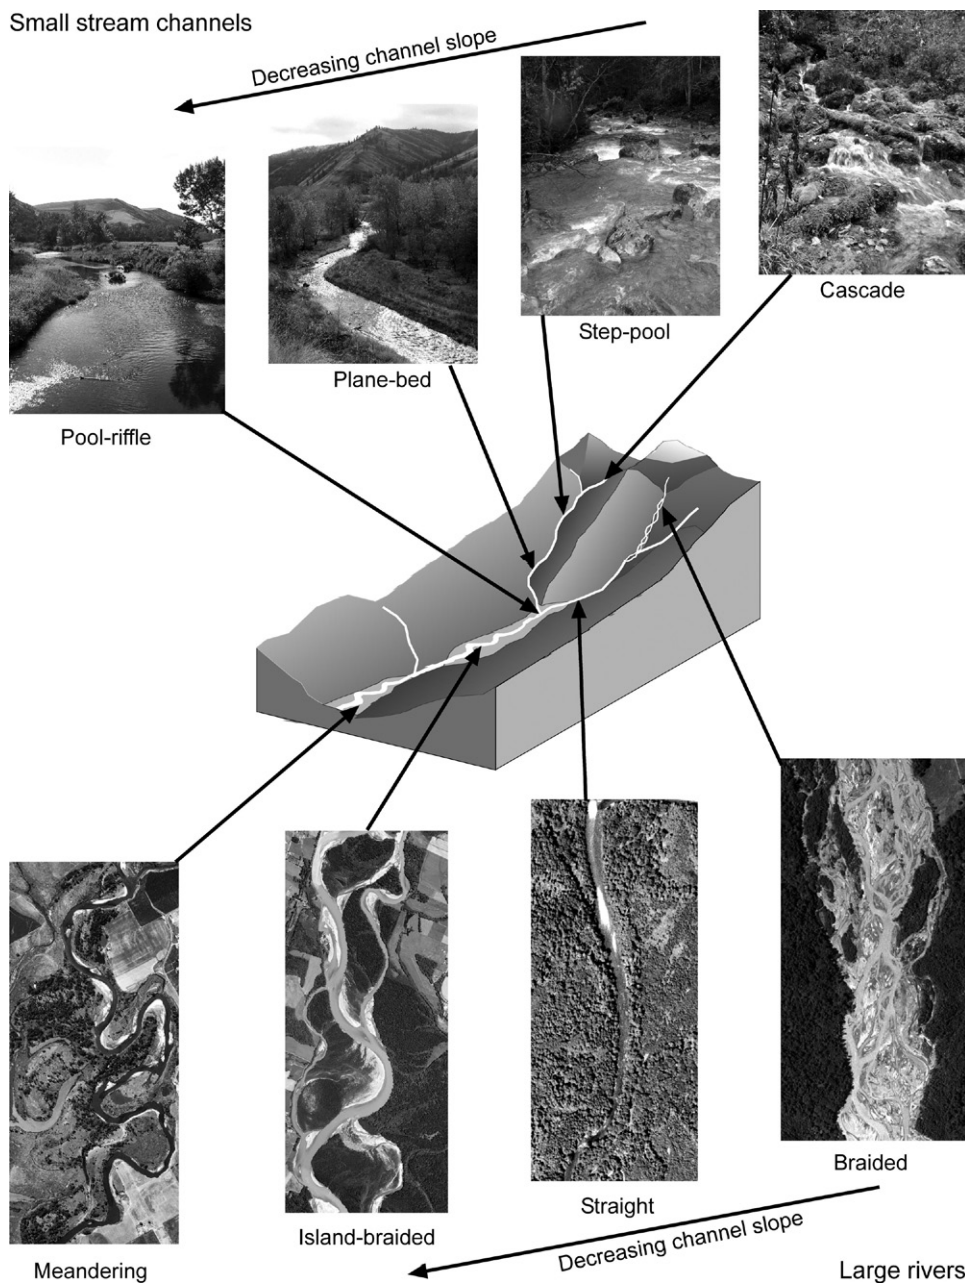 Small stream channels
Decreasing channel slope
Cascade
Step-pool
Plane-bed
Pool-riffle
Braided
Straight
Island-braided
Meandering
Decreasing channel slope
Large rivers